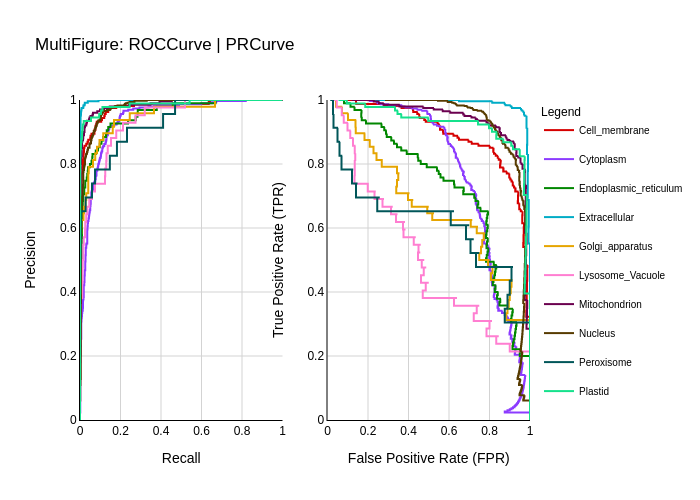 MultiFigure: ROCCurve | PRCurve
Precision
1
0.8
0.6
0.4
0.2
0
0
0.2
0.4
0.6
0.8
1
Recall
True Positive Rate (TPR)
1
0.8
0.6
0.4
0.2
0
0
0.2
0.4
0.6
0.8
1
False Positive Rate (FPR)
Legend
Cell_membrane
Cytoplasm
Endoplasmic_reticulum
Extracellular
Golgi_apparatus
Lysosome_Vacuole
Mitochondrion
Nucleus
Peroxisome
Plastid